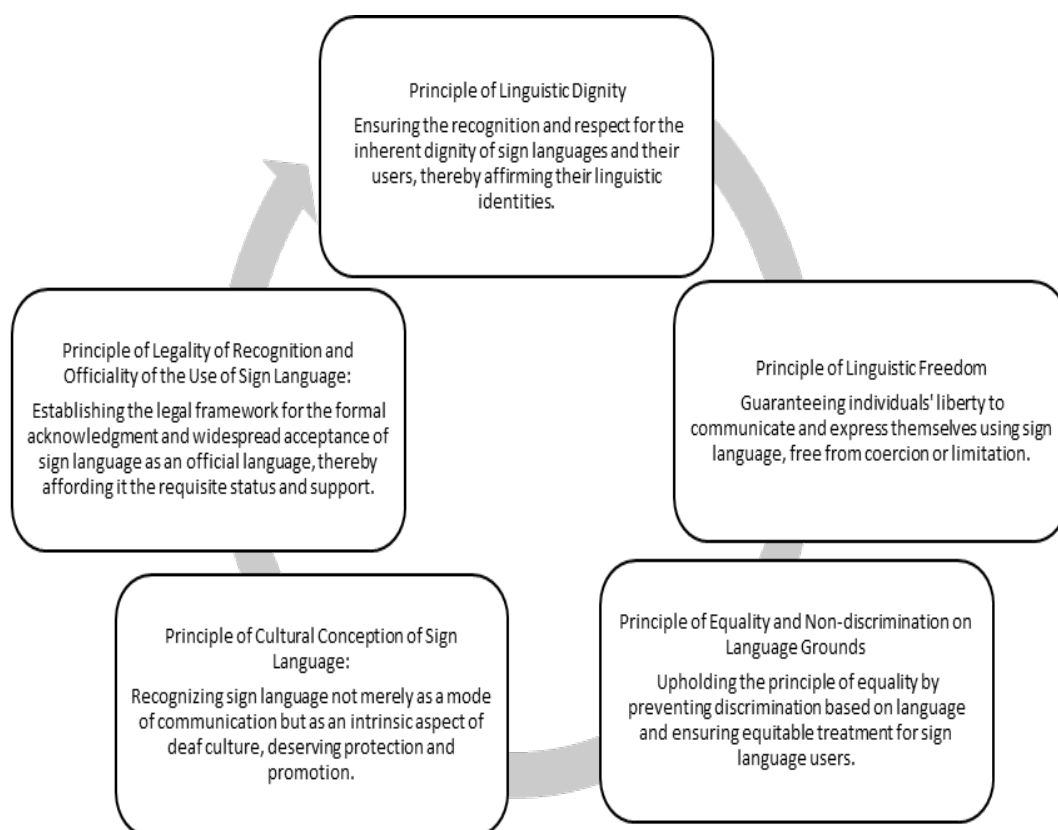 Principle of Linguistic Dignity
Ensuring the recognition and respect for the
inherent dignity of sign languages and their
users, thereby affirming their linguistic
identities.
Principle of Linguistic Freedom
Guaranteeing individuals' liberty to
communicate and express themselves using sign
language, free from coercion or limitation.
Principle of Equality and Non-discrimination on
Language Grounds
Upholding the principle of equality by
preventing discrimination based on language
and ensuring equitable treatment for sign
language users.
Principle of Cultural Conception of Sign
Language:
Recognizing sign language not merely as a mode
of communication but as an intrinsic aspect of
deaf culture, deserving protection and
promotion.
Principle of Legality of Recognition and
Officiality of the Use of Sign Language:
Establishing the legal framework for the formal
acknowledgment and widespread acceptance of
sign language as an official language, thereby
affording it the requisite status and support.